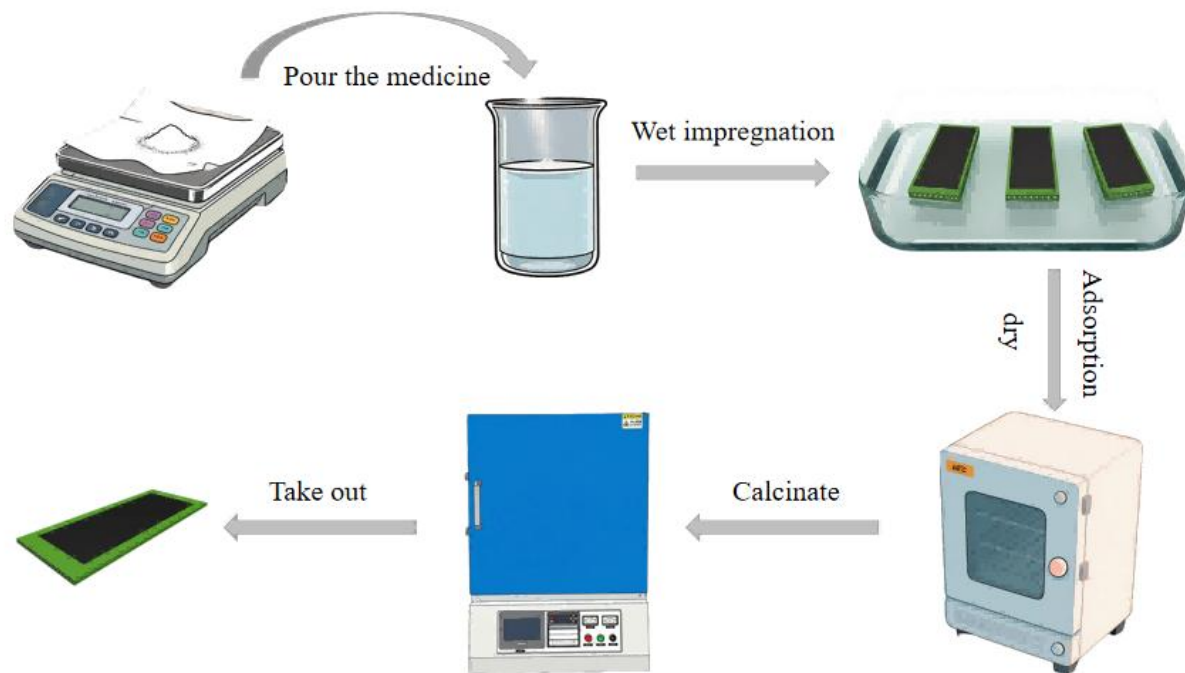 Pour the medicine
Wet impregnation
Adsorption
dry
Calcinate
Take out